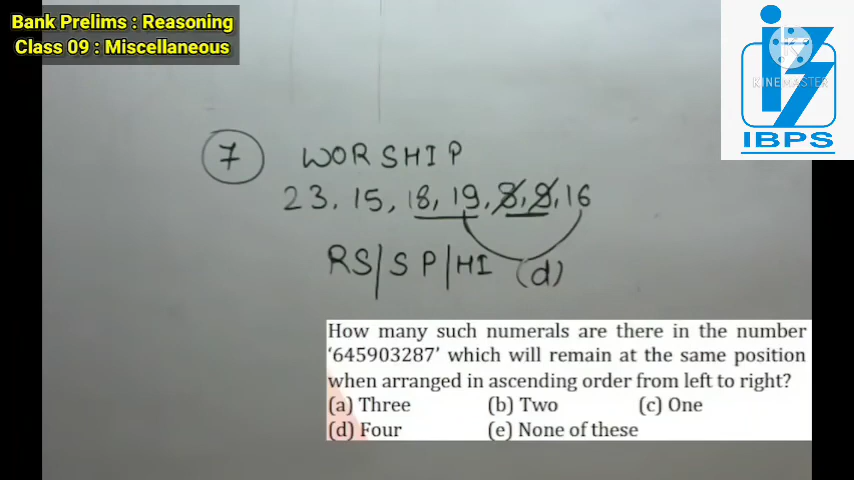 Bank Prelims : Reasoning
Class 09 : Miscellaneous
KINEMASTER
IBPS
7 WORSHIP
23, 15, 18, 19, 8, 9, 16
RS/SP/HI (d)
How many such numerals are there in the number
‘645903287’ which will remain at the same position
when arranged in ascending order from left to right?
(a) Three (b) Two (c) One
(d) Four (e) None of these